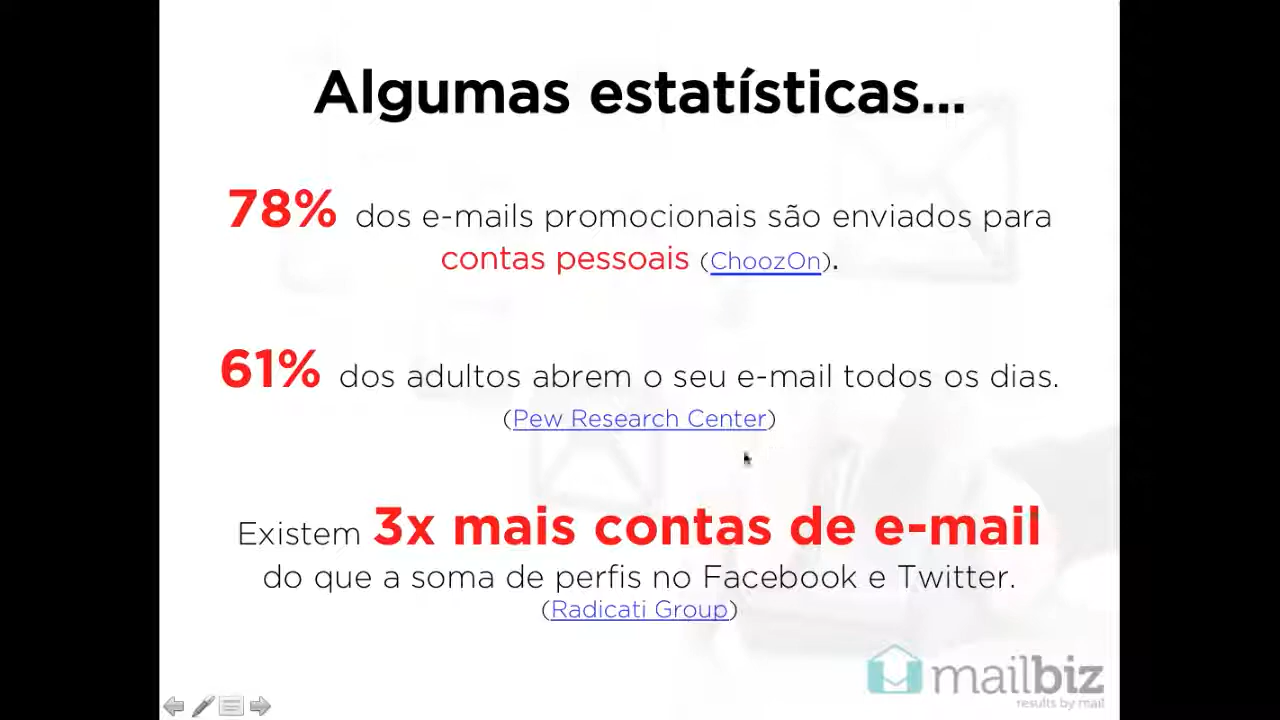 Algumas estatísticas...
78% dos e-mails promocionais são enviados para
contas pessoais (ChoozOn).
61% dos adultos abrem o seu e-mail todos os dias.
(Pew Research Center)
Existem 3x mais contas de e-mail
do que a soma de perfis no Facebook e Twitter.
(Radicati Group)
mailbiz
results by mail